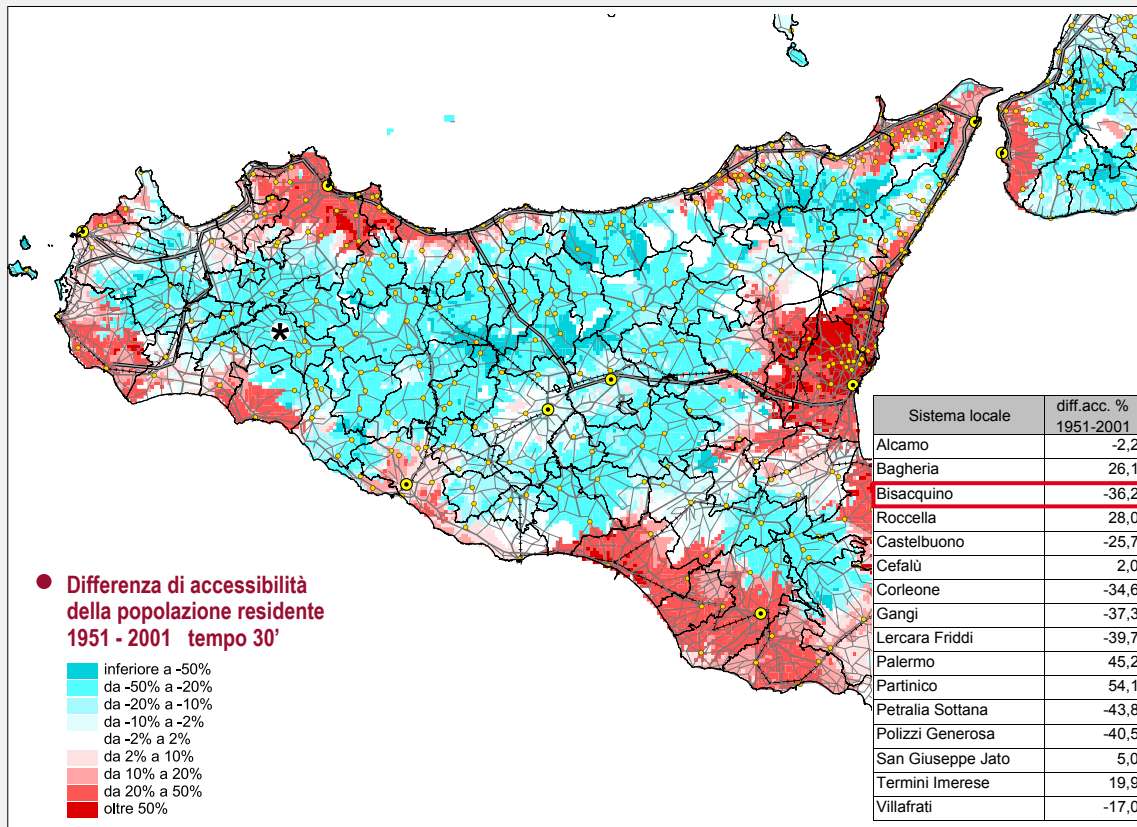 Sistema locale diff.acc. % 1951-2001
Alcamo -2,2
Bagheria 26,1
Bisacquino -36,2
Roccella 28,0
Castelbuono -25,7
Cefalù 2,0
Corleone -34,6
Gangi -37,3
Lercara Friddi -39,7
Palermo 45,2
Partinico 54,1
Petralia Sottana -43,8
Polizzi Generosa -40,5
San Giuseppe Jato 5,0
Termini Imerese 19,9
Villafrati -17,0
Differenza di accessibilità
della popolazione residente
1951 - 2001 tempo 30’
inferiore a -50%
da -50% a -20%
da -20% a -10%
da -10% a -2%
da -2% a 2%
da 2% a 10%
da 10% a 20%
da 20% a 50%
oltre 50%
*